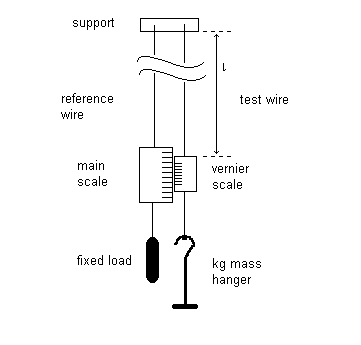 support
l
reference
wire
test wire
main
scale
vernier
scale
fixed load
kg mass
hanger